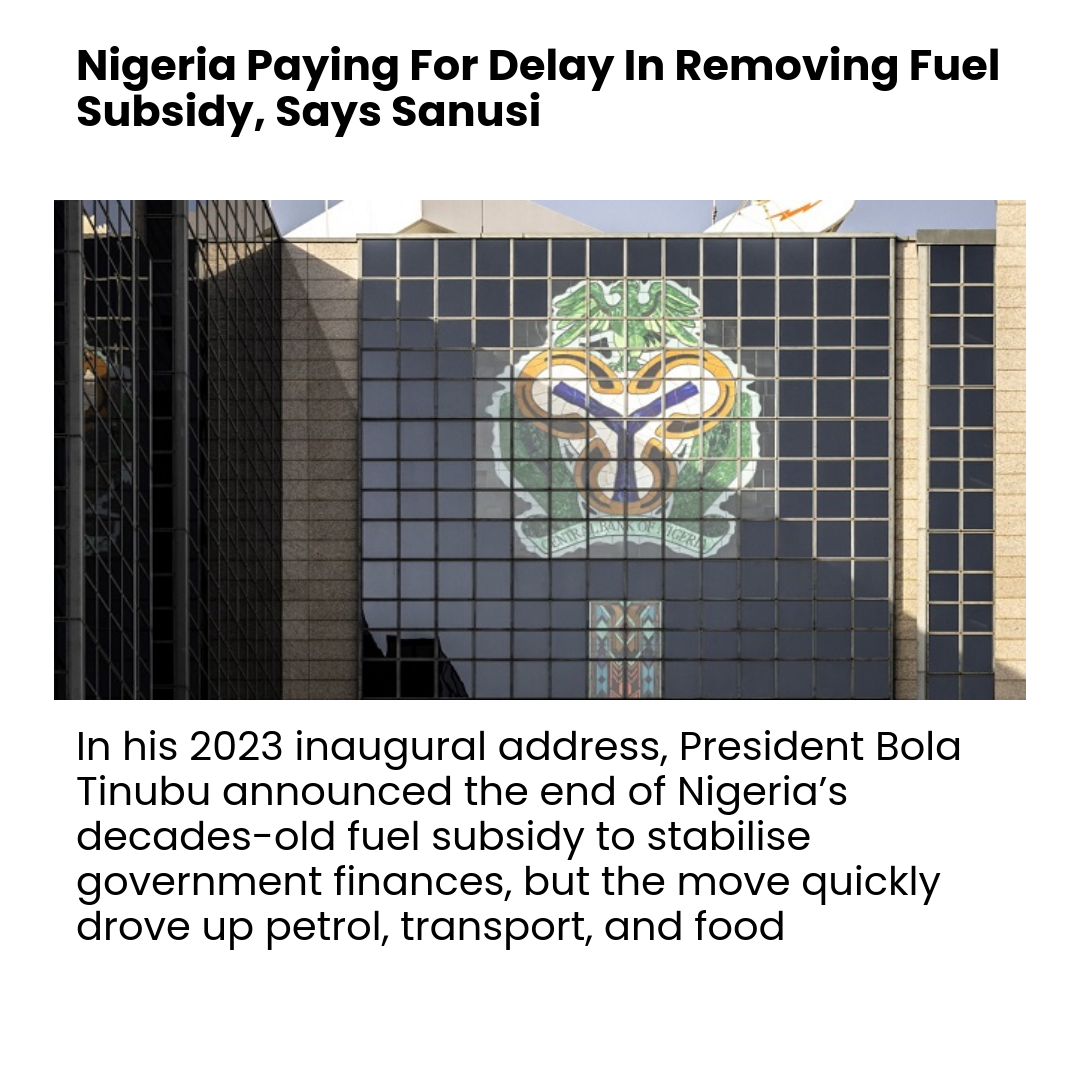 Nigeria Paying For Delay In Removing Fuel
Subsidy, Says Sanusi
CENTRAL BANK OF NIGERIA
In his 2023 inaugural address, President Bola
Tinubu announced the end of Nigeria’s
decades-old fuel subsidy to stabilise
government finances, but the move quickly
drove up petrol, transport, and food